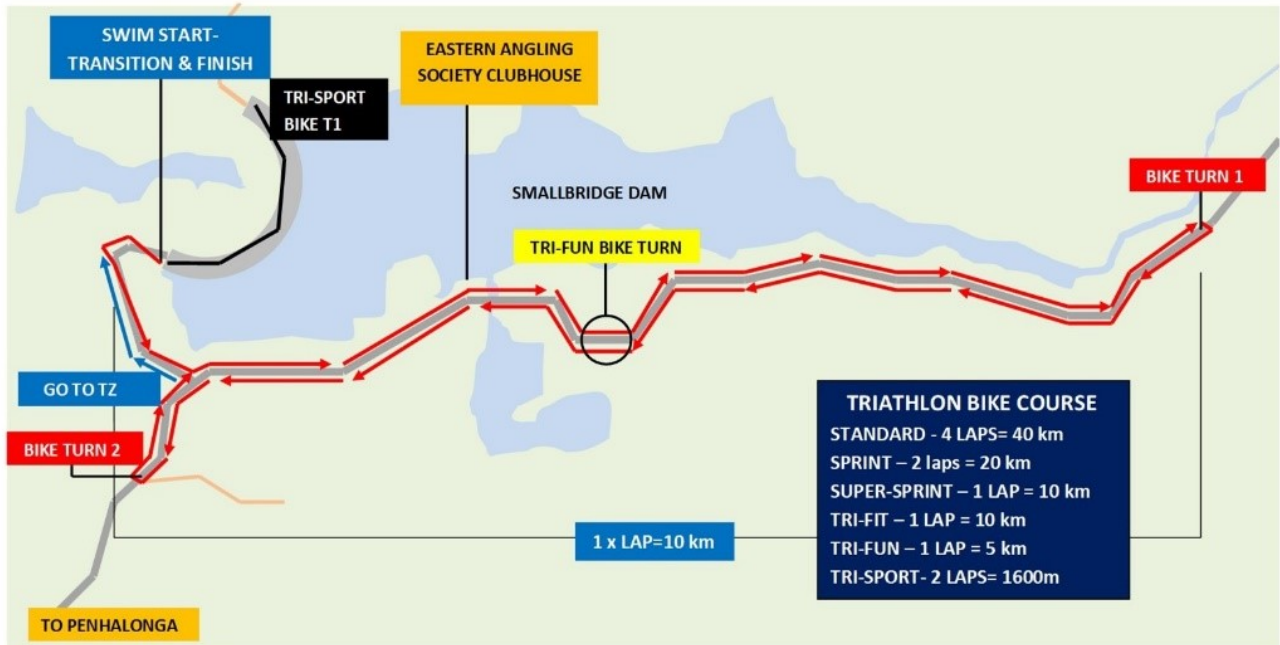 SWIM START-
TRANSITION & FINISH
EASTERN ANGLING
SOCIETY CLUBHOUSE
TRI-SPORT
BIKE T1
BIKE TURN 1
SMALLBRIDGE DAM
TRI-FUN BIKE TURN
GO TO TZ
BIKE TURN 2
TRIATHLON BIKE COURSE
STANDARD - 4 LAPS= 40 km
SPRINT – 2 laps = 20 km
SUPER-SPRINT – 1 LAP = 10 km
TRI-FIT – 1 LAP = 10 km
TRI-FUN – 1 LAP = 5 km
TRI-SPORT- 2 LAPS= 1600m
1 x LAP=10 km
TO PENHALONGA